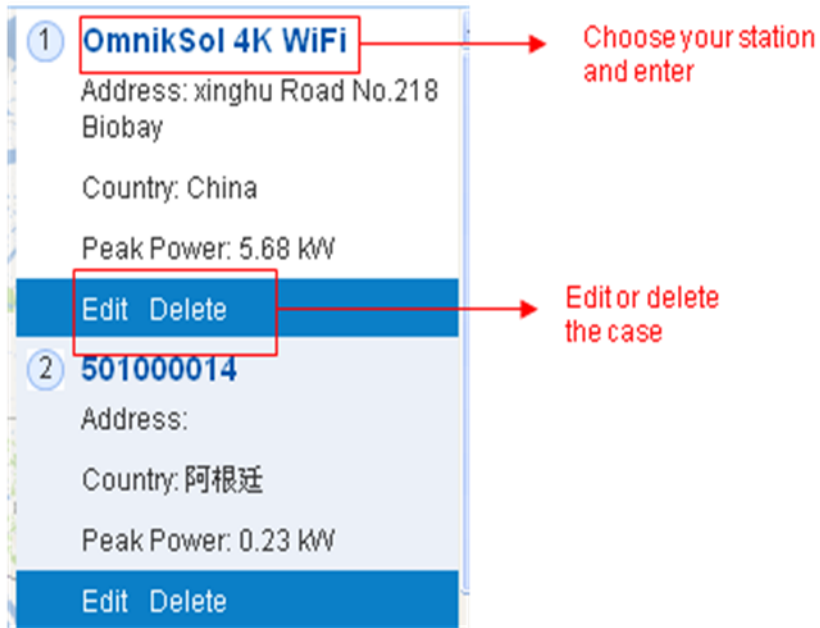 1 OmnikSol 4K WiFi
Choose your station
and enter
Address: xinghu Road No.218
Biobay
Country: China
Peak Power: 5.68 kW
Edit Delete
Edit or delete
the case
2 501000014
Address:
Country: 阿根廷
Peak Power: 0.23 kW
Edit Delete